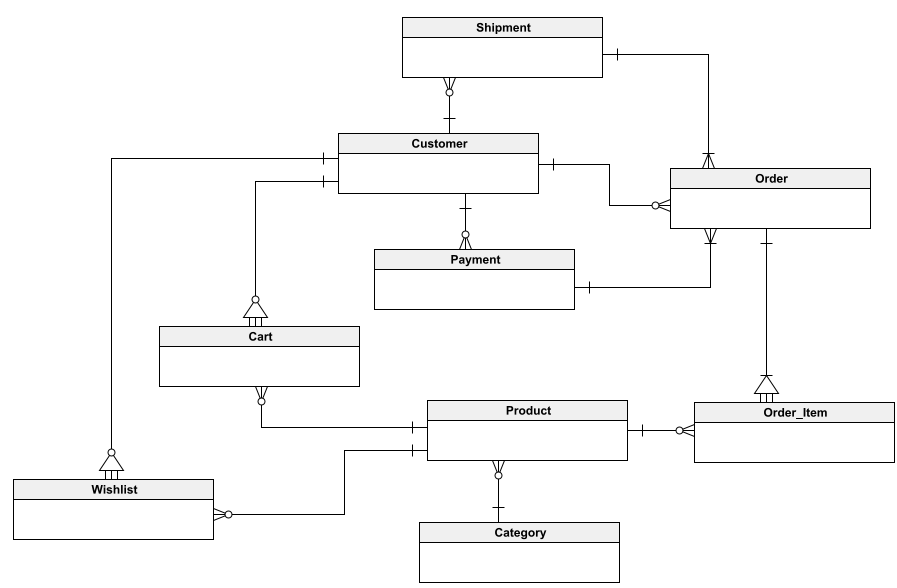 Shipment
Customer
Order
Payment
Cart
Product
Order_Item
Wishlist
Category